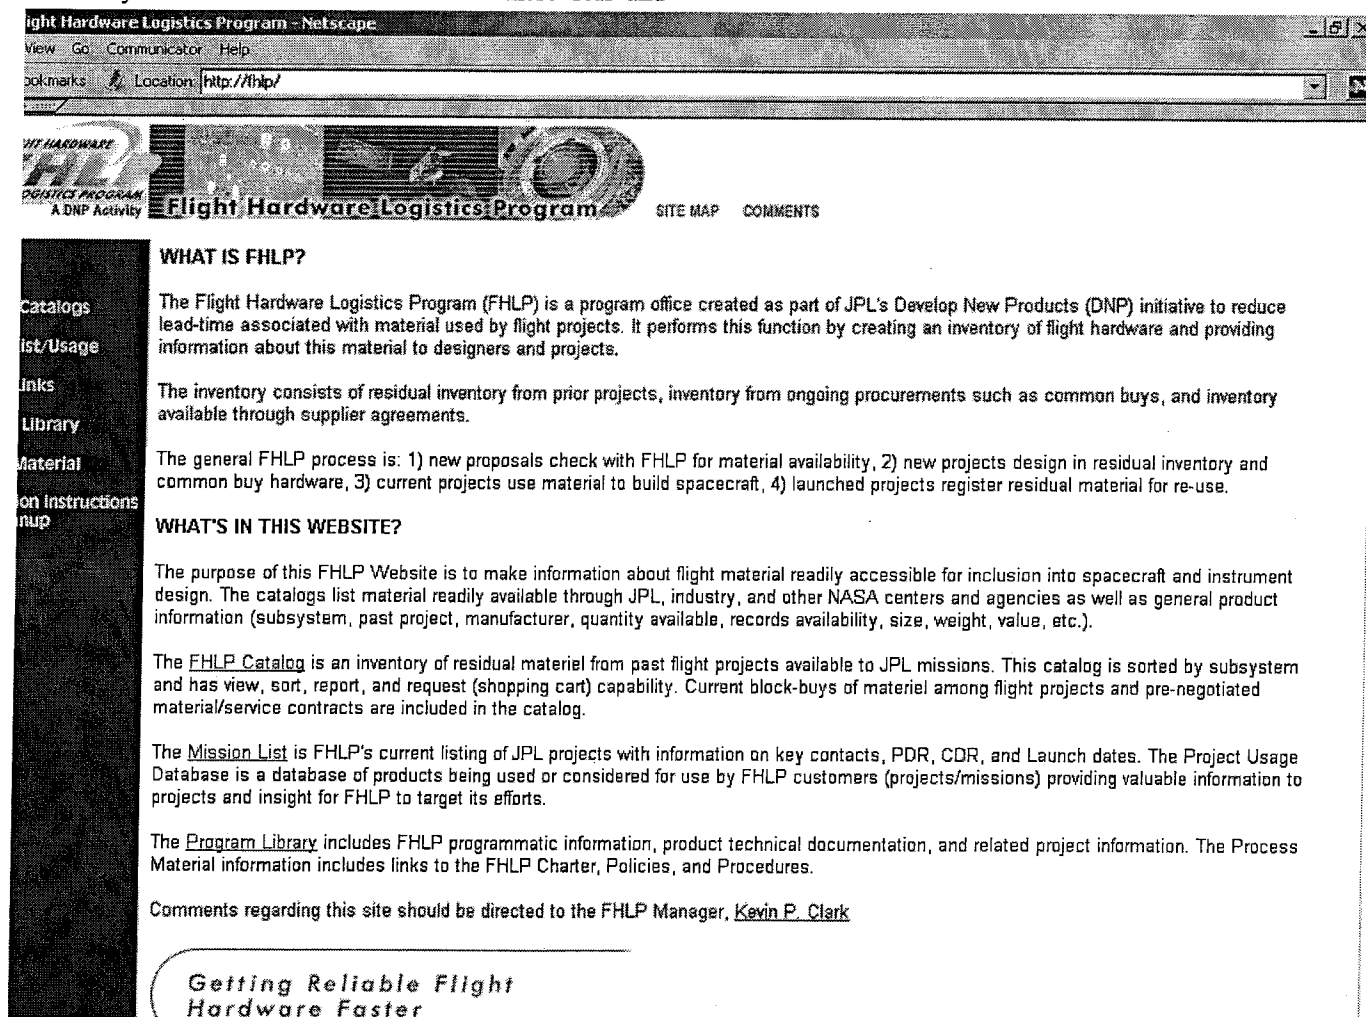 ight Hardware Logistics Program - Netscape
View Go Communicator Help
ookmarks Location: http://fhlp/
HT HARDWARE
FHLP
OGISTICS PROGRAM
A DNP Activity
Flight Hardware Logistics Program
SITE MAP COMMENTS
Catalogs
ist/Usage
inks
Library
Material
on Instructions
nup
WHAT IS FHLP?
The Flight Hardware Logistics Program (FHLP) is a program office created as part of JPL's Develop New Products (DNP) initiative to reduce
lead-time associated with material used by flight projects. It performs this function by creating an inventory of flight hardware and providing
information about this material to designers and projects.
The inventory consists of residual inventory from prior projects, inventory from ongoing procurements such as common buys, and inventory
available through supplier agreements.
The general FHLP process is: 1) new proposals check with FHLP for material availability, 2) new projects design in residual inventory and
common buy hardware, 3) current projects use material to build spacecraft, 4) launched projects register residual material for re-use.
WHAT'S IN THIS WEBSITE?
The purpose of this FHLP Website is to make information about flight material readily accessible for inclusion into spacecraft and instrument
design. The catalogs list material readily available through JPL, industry, and other NASA centers and agencies as well as general product
information (subsystem, past project, manufacturer, quantity available, records availability, size, weight, value, etc.).
The FHLP Catalog is an inventory of residual materiel from past flight projects available to JPL missions. This catalog is sorted by subsystem
and has view, sort, report, and request (shopping cart) capability. Current block-buys of materiel among flight projects and pre-negotiated
material/service contracts are included in the catalog.
The Mission List is FHLP's current listing of JPL projects with information on key contacts, PDR, CDR, and Launch dates. The Project Usage
Database is a database of products being used or considered for use by FHLP customers (projects/missions) providing valuable information to
projects and insight for FHLP to target its efforts.
The Program Library includes FHLP programmatic information, product technical documentation, and related project information. The Process
Material information includes links to the FHLP Charter, Policies, and Procedures.
Comments regarding this site should be directed to the FHLP Manager, Kevin P. Clark
Getting Reliable Flight
Hardware Faster